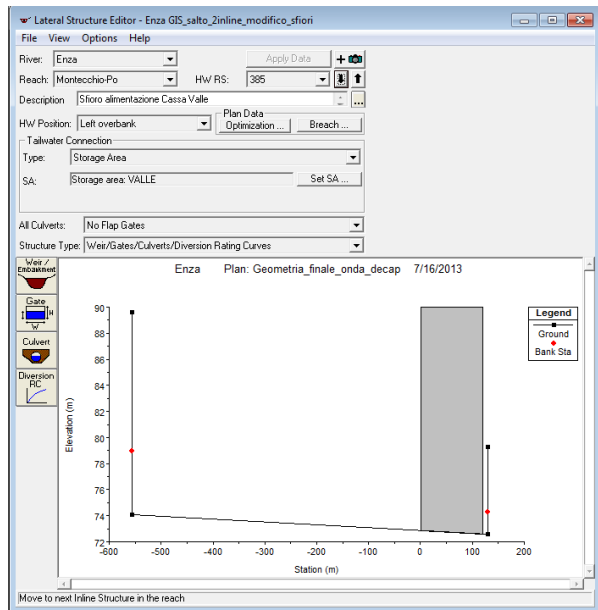 Lateral Structure Editor - Enza GIS_salto_2inline_modifico_sfiori
File View Options Help
River: Enza Apply Data
Reach: Montecchio-Po HW RS: 385
Description Sfioro alimentazione Cassa Valle ...
HW Position: Left overbank Plan Data Optimization ... Breach ...
Tailwater Connection
Type: Storage Area
SA: Storage area: VALLE Set SA ...
All Culverts: No Flap Gates
Structure Type: Weir/Gates/Culverts/Diversion Rating Curves
Weir / Embankment
Gate
H
W
Culvert
Diversion RC
Enza Plan: Geometria_finale_onda_decap 7/16/2013
90
88
86
84
82
80
78
76
74
72
Elevation (m)
-600 -500 -400 -300 -200 -100 0 100 200
Station (m)
Legend
Ground
Bank Sta
Move to next Inline Structure in the reach